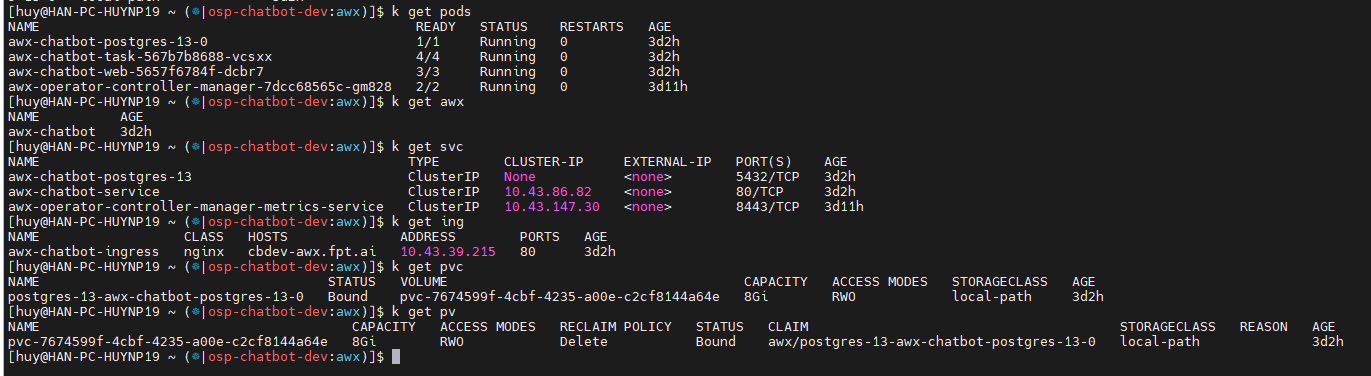 [huy@HAN-PC-HUYNP19 ~ (⎈|osp-chatbot-dev:awx)]$ k get pods
NAME READY STATUS RESTARTS AGE
awx-chatbot-postgres-13-0 1/1 Running 0 3d2h
awx-chatbot-task-567b7b8688-vcsxx 4/4 Running 0 3d2h
awx-chatbot-web-5657f6784f-dcbr7 3/3 Running 0 3d2h
awx-operator-controller-manager-7dcc68565c-gm828 2/2 Running 0 3d11h
[huy@HAN-PC-HUYNP19 ~ (⎈|osp-chatbot-dev:awx)]$ k get awx
NAME AGE
awx-chatbot 3d2h
[huy@HAN-PC-HUYNP19 ~ (⎈|osp-chatbot-dev:awx)]$ k get svc
NAME TYPE CLUSTER-IP EXTERNAL-IP PORT(S) AGE
awx-chatbot-postgres-13 ClusterIP None <none> 5432/TCP 3d2h
awx-chatbot-service ClusterIP 10.43.86.82 <none> 80/TCP 3d2h
awx-operator-controller-manager-metrics-service ClusterIP 10.43.147.30 <none> 8443/TCP 3d11h
[huy@HAN-PC-HUYNP19 ~ (⎈|osp-chatbot-dev:awx)]$ k get ing
NAME CLASS HOSTS ADDRESS PORTS AGE
awx-chatbot-ingress nginx cbdev-awx.fpt.ai 10.43.39.215 80 3d2h
[huy@HAN-PC-HUYNP19 ~ (⎈|osp-chatbot-dev:awx)]$ k get pvc
NAME STATUS VOLUME CAPACITY ACCESS MODES STORAGECLASS AGE
postgres-13-awx-chatbot-postgres-13-0 Bound pvc-7674599f-4cbf-4235-a00e-c2cf8144a64e 8Gi RWO local-path 3d2h
[huy@HAN-PC-HUYNP19 ~ (⎈|osp-chatbot-dev:awx)]$ k get pv
NAME CAPACITY ACCESS MODES RECLAIM POLICY STATUS CLAIM STORAGECLASS REASON AGE
pvc-7674599f-4cbf-4235-a00e-c2cf8144a64e 8Gi RWO Delete Bound awx/postgres-13-awx-chatbot-postgres-13-0 local-path 3d2h
[huy@HAN-PC-HUYNP19 ~ (⎈|osp-chatbot-dev:awx)]$